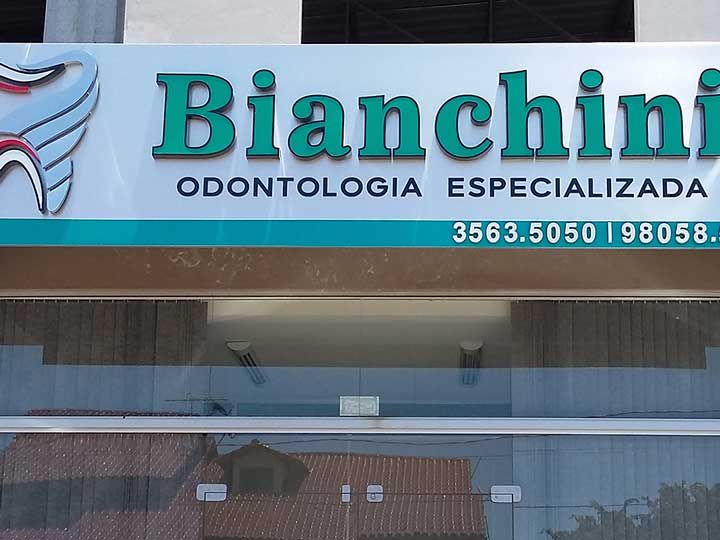 Bianchini
ODONTOLOGIA ESPECIALIZADA
3563.5050 | 98058.